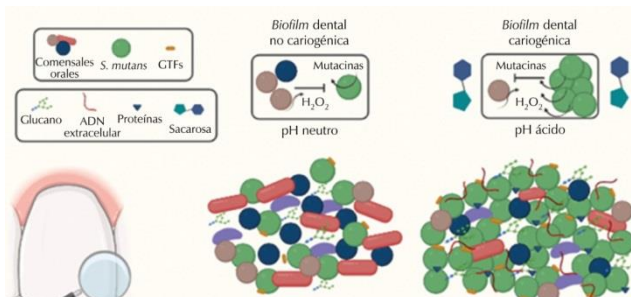 Comensales
orales
S. mutans
GTFs
Glucano
ADN
extracelular
Proteínas
Sacarosa
Biofilm dental
no cariogénica
Mutacinas
H2O2
pH neutro
Biofilm dental
cariogénica
Mutacinas
H2O2
pH ácido